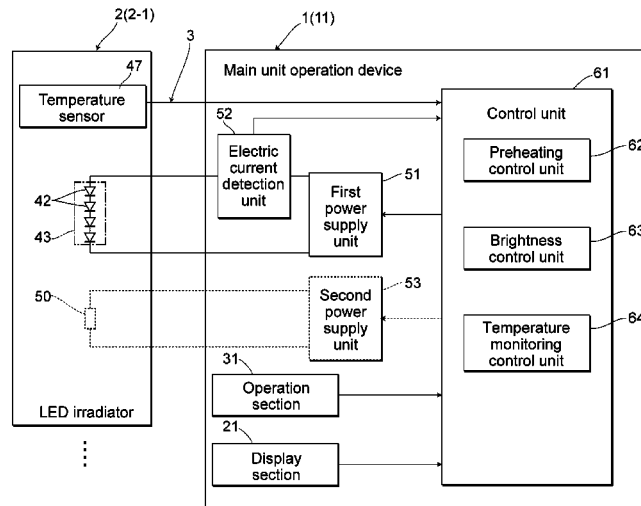 2(2-1)
3
1(11)
47
Temperature
sensor
Main unit operation device
61
52
Control unit
Electric
current
detection
unit
62
Preheating
control unit
51
First
power
supply
unit
42
43
63
Brightness
control unit
50
53
Second
power
supply
unit
64
Temperature
monitoring
control unit
31
Operation
section
LED irradiator
21
Display
section